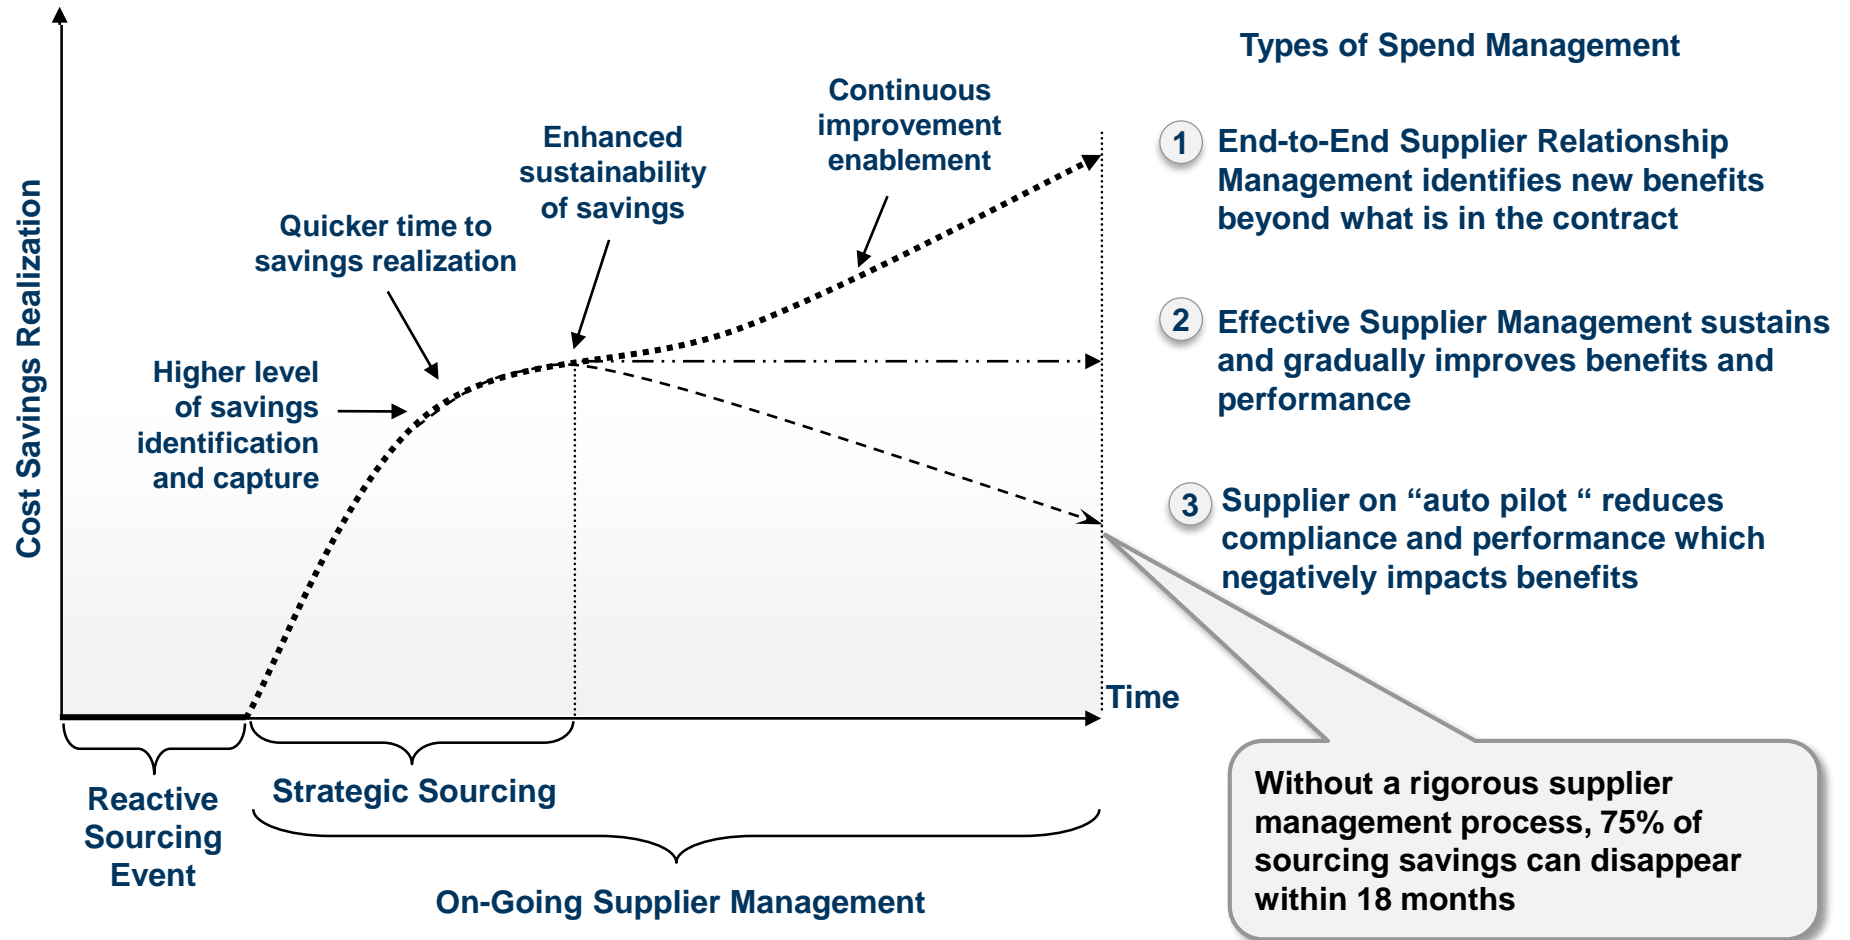 Types of Spend Management
Continuous
improvement
enablement
Enhanced
sustainability
of savings
Quicker time to
savings realization
Higher level
of savings
identification
and capture
Cost Savings Realization
1 End-to-End Supplier Relationship
Management identifies new benefits
beyond what is in the contract
2 Effective Supplier Management sustains
and gradually improves benefits and
performance
3 Supplier on “auto pilot “ reduces
compliance and performance which
negatively impacts benefits
Time
Reactive
Sourcing
Event
Strategic Sourcing
On-Going Supplier Management
Without a rigorous supplier
management process, 75% of
sourcing savings can disappear
within 18 months